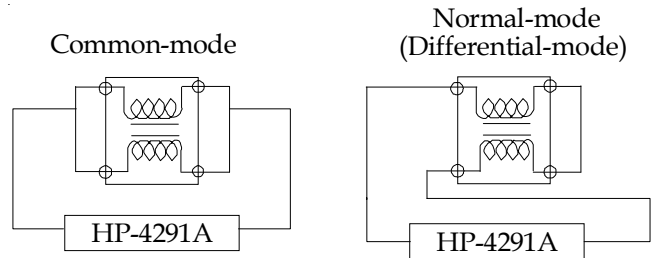 Common-mode
HP-4291A
Normal-mode
(Differential-mode)
HP-4291A